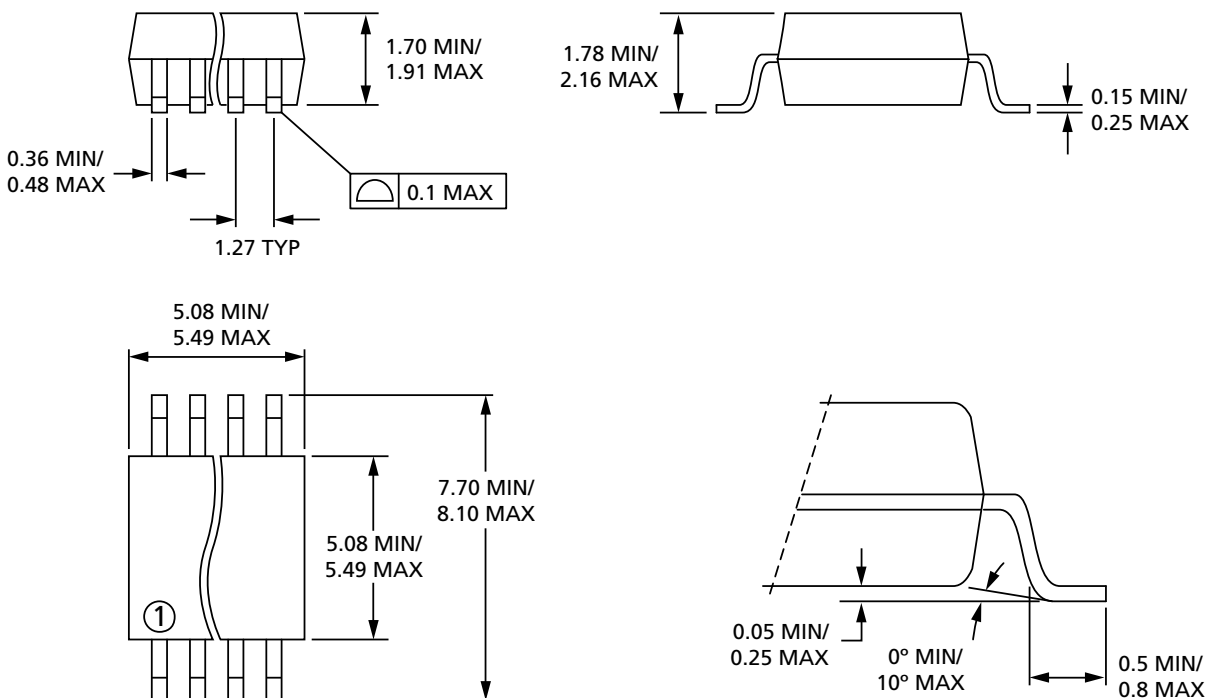 1.70 MIN/
1.91 MAX
1.78 MIN/
2.16 MAX
0.15 MIN/
0.25 MAX
0.36 MIN/
0.48 MAX
0.1 MAX
1.27 TYP
5.08 MIN/
5.49 MAX
7.70 MIN/
8.10 MAX
5.08 MIN/
5.49 MAX
1
0.05 MIN/
0.25 MAX
0º MIN/
10º MAX
0.5 MIN/
0.8 MAX